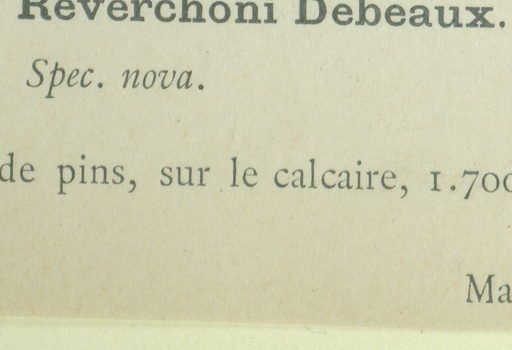 Reverchoni Debeaux.
Spec. nova.
de pins, sur le calcaire, 1.700
Ma